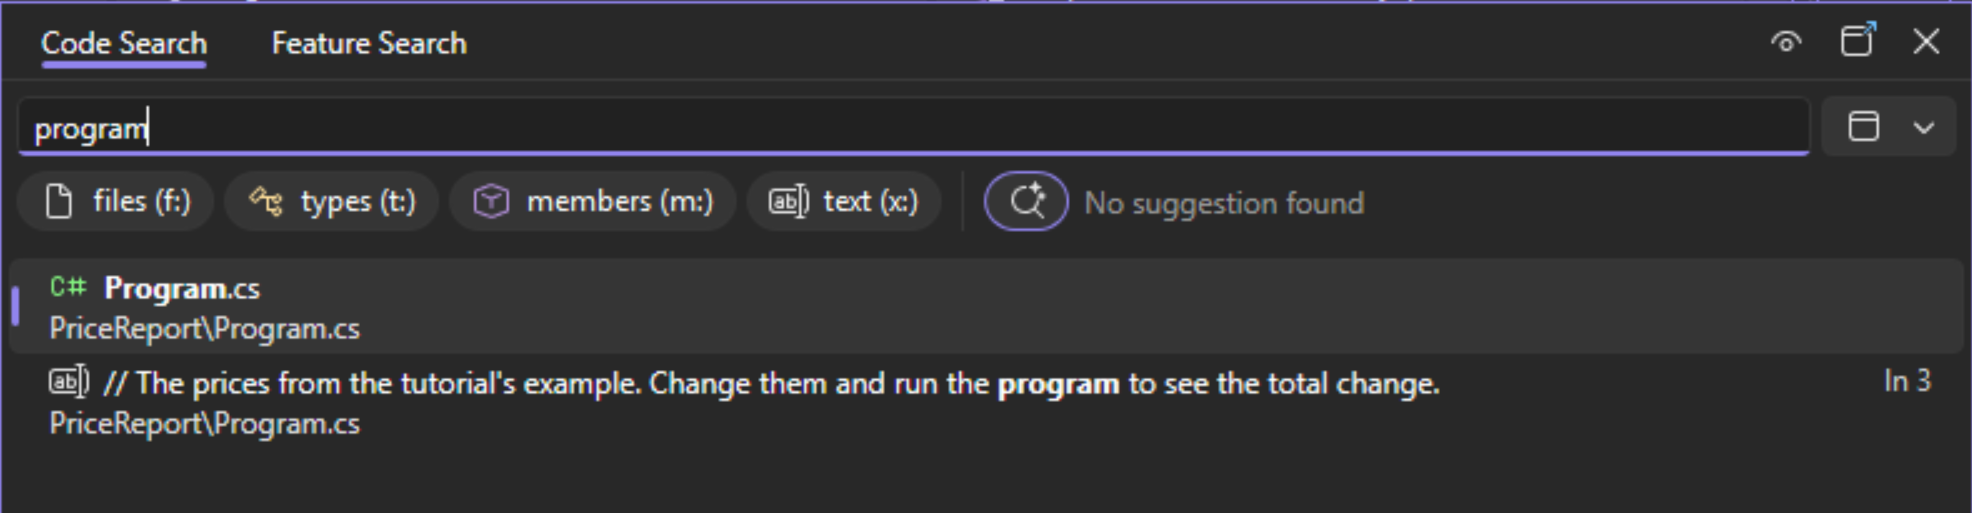 Code Search Feature Search
program
files (f:) types (t:) members (m:) text (x:) No suggestion found
C# Program.cs
PriceReport\Program.cs
ab // The prices from the tutorial's example. Change them and run the program to see the total change. ln 3
PriceReport\Program.cs